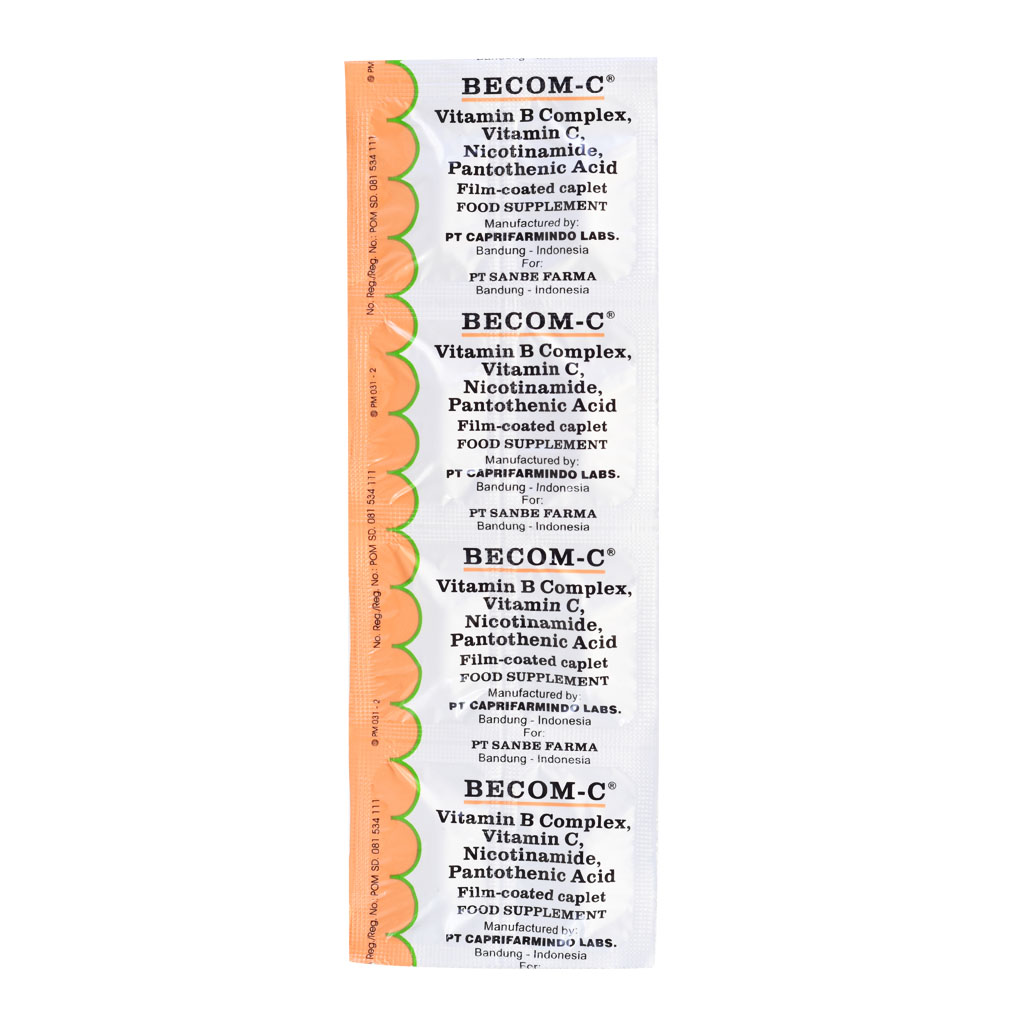 Bandung - Indonesia
BECOM-C®
Vitamin B Complex,
Vitamin C,
Nicotinamide,
Pantothenic Acid
Film-coated caplet
FOOD SUPPLEMENT
Manufactured by:
PT CAPRIFARMINDO LABS.
Bandung - Indonesia
For:
PT SANBE FARMA
Bandung - Indonesia
BECOM-C®
Vitamin B Complex,
Vitamin C,
Nicotinamide,
Pantothenic Acid
Film-coated caplet
FOOD SUPPLEMENT
Manufactured by:
PT CAPRIFARMINDO LABS.
Bandung - Indonesia
For:
PT SANBE FARMA
Bandung - Indonesia
BECOM-C®
Vitamin B Complex,
Vitamin C,
Nicotinamide,
Pantothenic Acid
Film-coated caplet
FOOD SUPPLEMENT
Manufactured by:
PT CAPRIFARMINDO LABS.
Bandung - Indonesia
For:
PT SANBE FARMA
Bandung - Indonesia
BECOM-C®
Vitamin B Complex,
Vitamin C,
Nicotinamide,
Pantothenic Acid
Film-coated caplet
FOOD SUPPLEMENT
Manufactured by:
PT CAPRIFARMINDO LABS.
Bandung - Indonesia
For:
℗ PM
No. Reg./Reg. No.: POM SD. 081 534 111
℗ PM 031 - 2
No. Reg./Reg. No.: POM SD. 081 534 111
℗ PM 031 - 2
Reg./Reg. No.: POM SD. 081 534 111